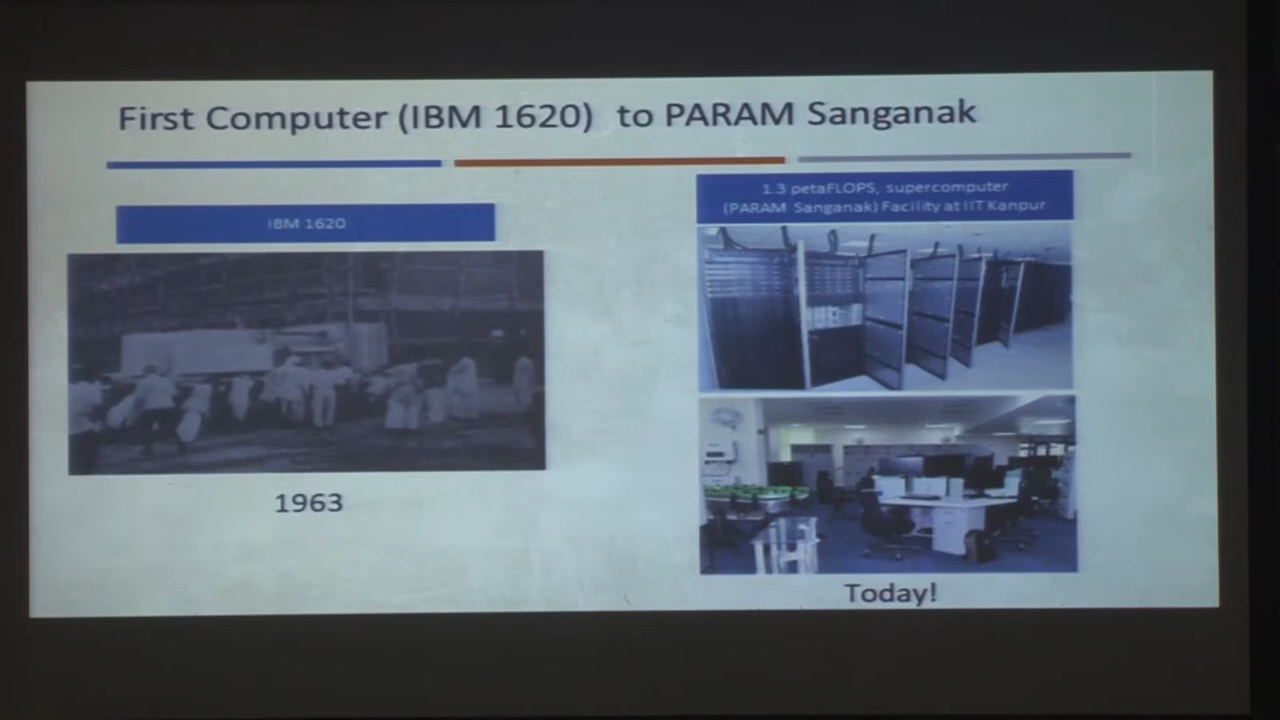 First Computer (IBM 1620) to PARAM Sanganak
IBM 1620
1963
1.3 petaFLOPS, supercomputer
(PARAM Sanganak) Facility at IIT Kanpur
Today!